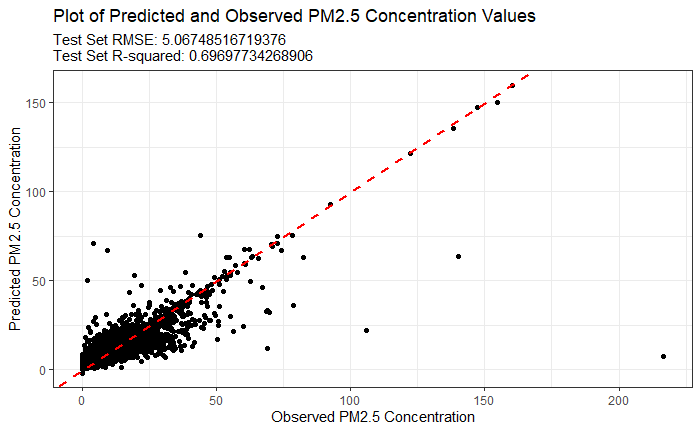 Plot of Predicted and Observed PM2.5 Concentration Values
Test Set RMSE: 5.06748516719376
Test Set R-squared: 0.69697734268906
Predicted PM2.5 Concentration
150
100
50
0
0
50
100
150
200
Observed PM2.5 Concentration